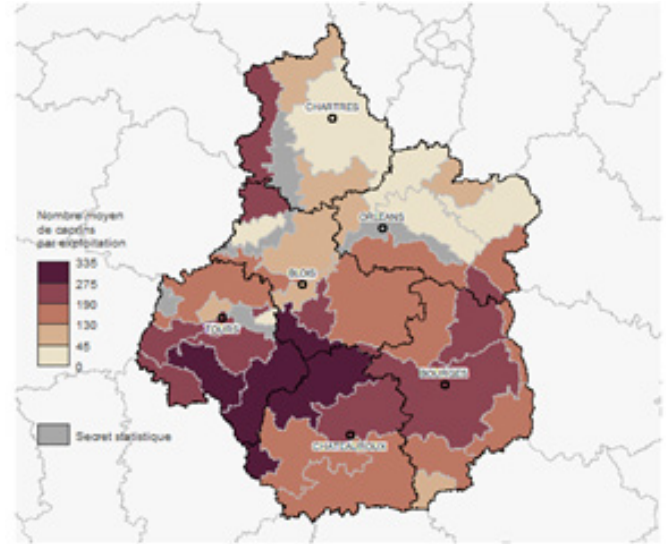 CHARTRES
ORLÉANS
Nombre moyen
de caprins
par exploitation
335
275
190
130
45
0
BLOIS
TOURS
BOURGES
Secret statistique
CHATEAUROUX